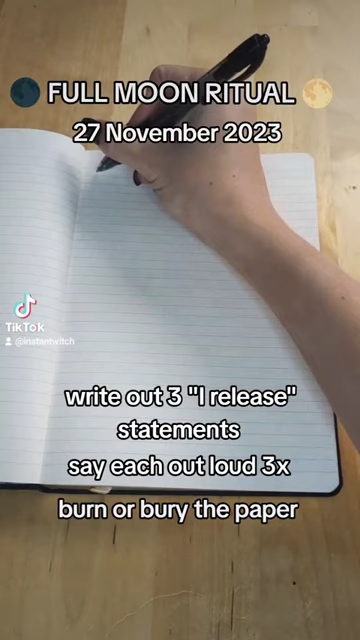 🌑 FULL MOON RITUAL 🌕
27 November 2023
TikTok
@instantwitch
write out 3 "I release"
statements
say each out loud 3x
burn or bury the paper